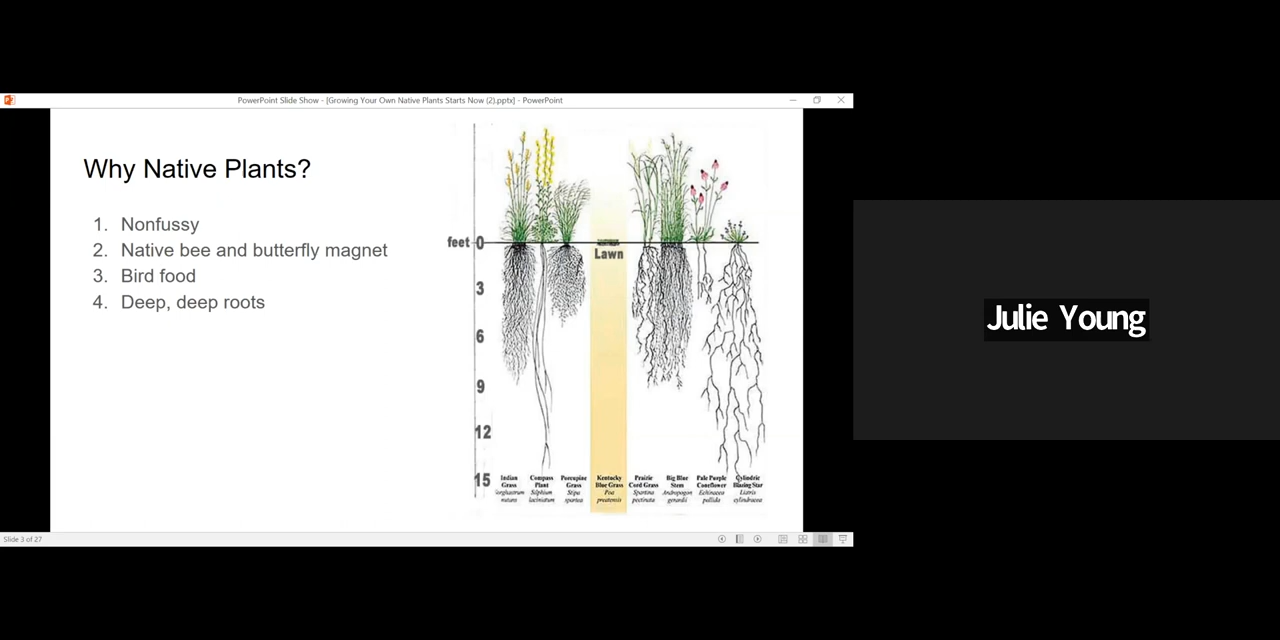 PowerPoint Slide Show - [Growing Your Own Native Plants Starts Now (2).pptx] - PowerPoint
Why Native Plants?
1. Nonfussy
2. Native bee and butterfly magnet
3. Bird food
4. Deep, deep roots
feet 0
Lawn
3
6
9
12
15
Indian Grass
Compass Plant Silphium laciniatum
Porcupine Grass Stipa spartea
Kentucky Blue Grass Poa
Prairie Cord Grass Spartina pectinata
Big Blue Stem Andropogon gerardii
Pale Purple Coneflower Echinacea pallida
Cylindric Blazing Star Liatris cylindracea
Julie Young
Slide 3 of 27